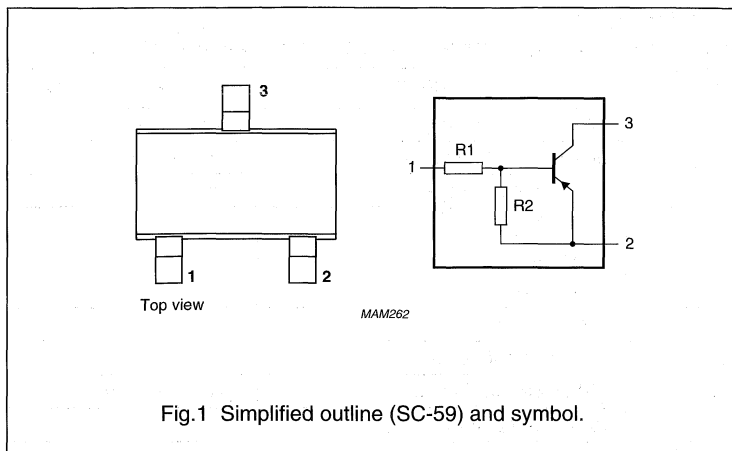 3
1
2
Top view
R1
R2
1
3
2
MAM262
Fig.1 Simplified outline (SC-59) and symbol.